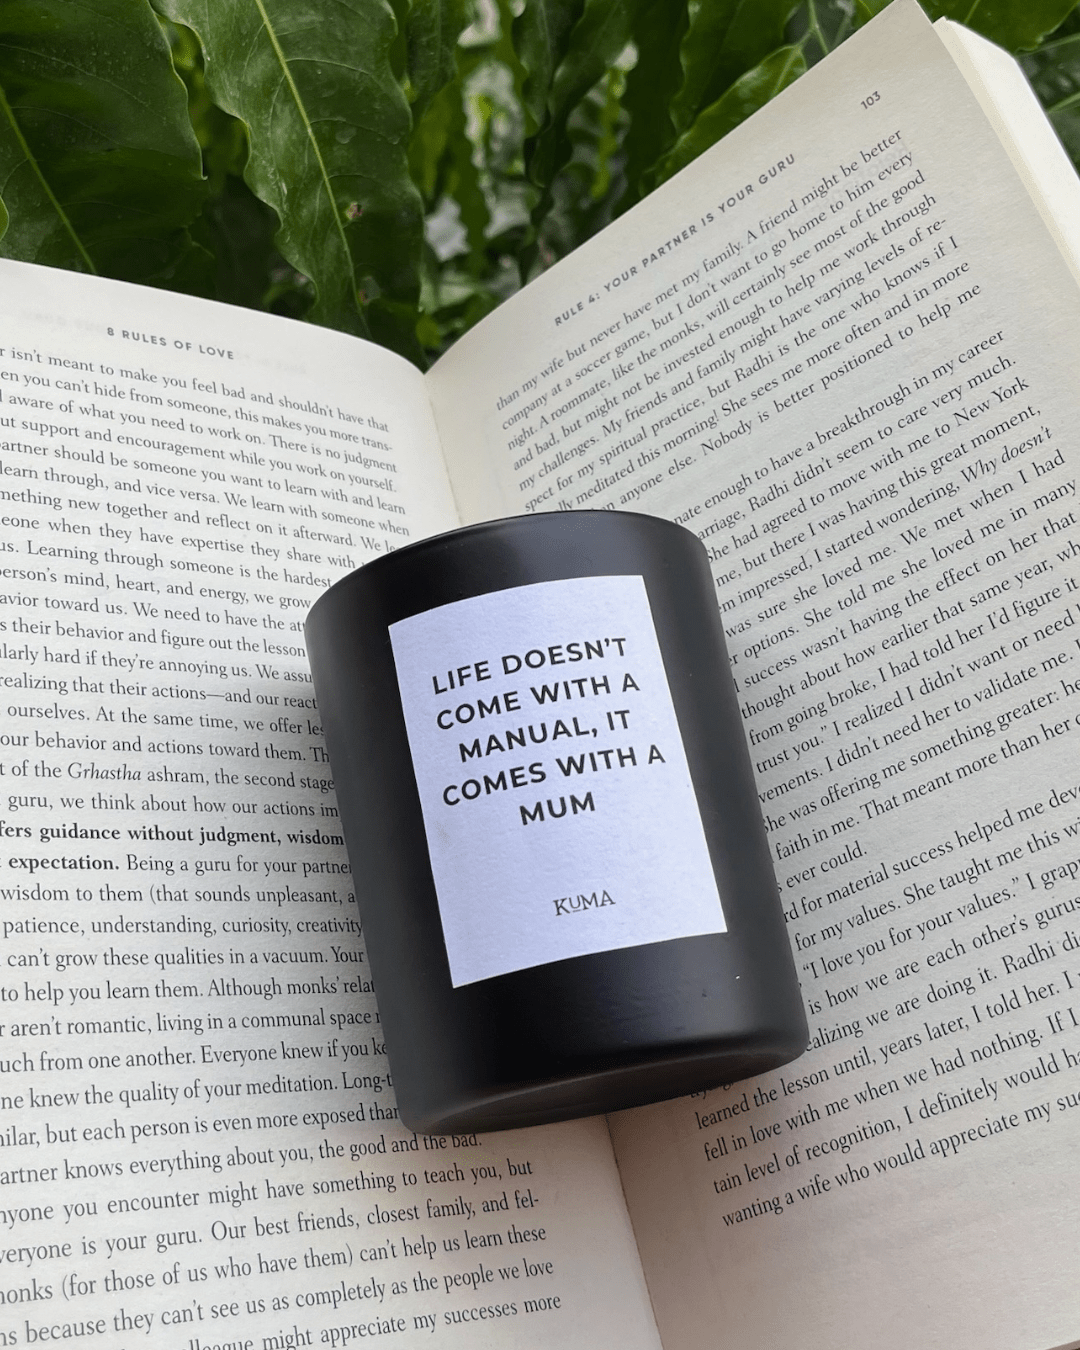 8 RULES OF LOVE
r isn't meant to make you feel bad and shouldn't have that
en you can't hide from someone, this makes you more trans-
aware of what you need to work on. There is no judgment
ut support and encouragement while you work on yourself.
artner should be someone you want to learn with and learn
learn through, and vice versa. We learn with someone when
mething new together and reflect on it afterward. We le
eone when they have expertise they share with
us. Learning through someone is the hardest
person's mind, heart, and energy, we grow
avior toward us. We need to have the att
s their behavior and figure out the lesson
ularly hard if they're annoying us. We assu
realizing that their actions—and our react
ourselves. At the same time, we offer les
our behavior and actions toward them. Th
t of the Grhastha ashram, the second stage
guru, we think about how our actions im
fers guidance without judgment, wisdom
expectation. Being a guru for your partne
wisdom to them (that sounds unpleasant, a
patience, understanding, curiosity, creativity
can't grow these qualities in a vacuum. Your
to help you learn them. Although monks' relat
r aren't romantic, living in a communal space
uch from one another. Everyone knew if you ke
ne knew the quality of your meditation. Long-t
milar, but each person is even more exposed than
artner knows everything about you, the good and the bad.
nyone you encounter might have something to teach you, but
veryone is your guru. Our best friends, closest family, and fel-
monks (for those of us who have them) can't help us learn these
ns because they can't see us as completely as the people we love
lleague might appreciate my successes more
RULE 4: YOUR PARTNER IS YOUR GURU
103
than my wife but never have met my family. A friend might be better
company at a soccer game, but I don't want to go home to him every
night. A roommate, like the monks, will certainly see most of the good
and bad, but might not be invested enough to help me work through
my challenges. My friends and family might have varying levels of re-
spect for my spiritual practice, but Radhi is the one who knows if I
lly meditated this morning! She sees me more often and in more
n anyone else. Nobody is better positioned to help me
nate enough to have a breakthrough in my career
arriage, Radhi didn't seem to care very much.
she had agreed to move with me to New York
me, but there I was having this great moment,
m impressed, I started wondering, Why doesn't
was sure she loved me. We met when I had
r options. She told me she loved me in many
success wasn't having the effect on her that
thought about how earlier that same year, wh
from going broke, I had told her I'd figure it
trust you." I realized I didn't want or need
vements. I didn't need her to validate me.
she was offering me something greater: he
faith in me. That meant more than her
s ever could.
rd for material success helped me deve
for my values. She taught me this wi
"I love you for your values." I grap
is how we are each other's gurus
ealizing we are doing it. Radhi di
learned the lesson until, years later, I told her. I
fell in love with me when we had nothing. If I
tain level of recognition, I definitely would ha
wanting a wife who would appreciate my suc
LIFE DOESN'T
COME WITH A
MANUAL, IT
COMES WITH A
MUM
KUMA